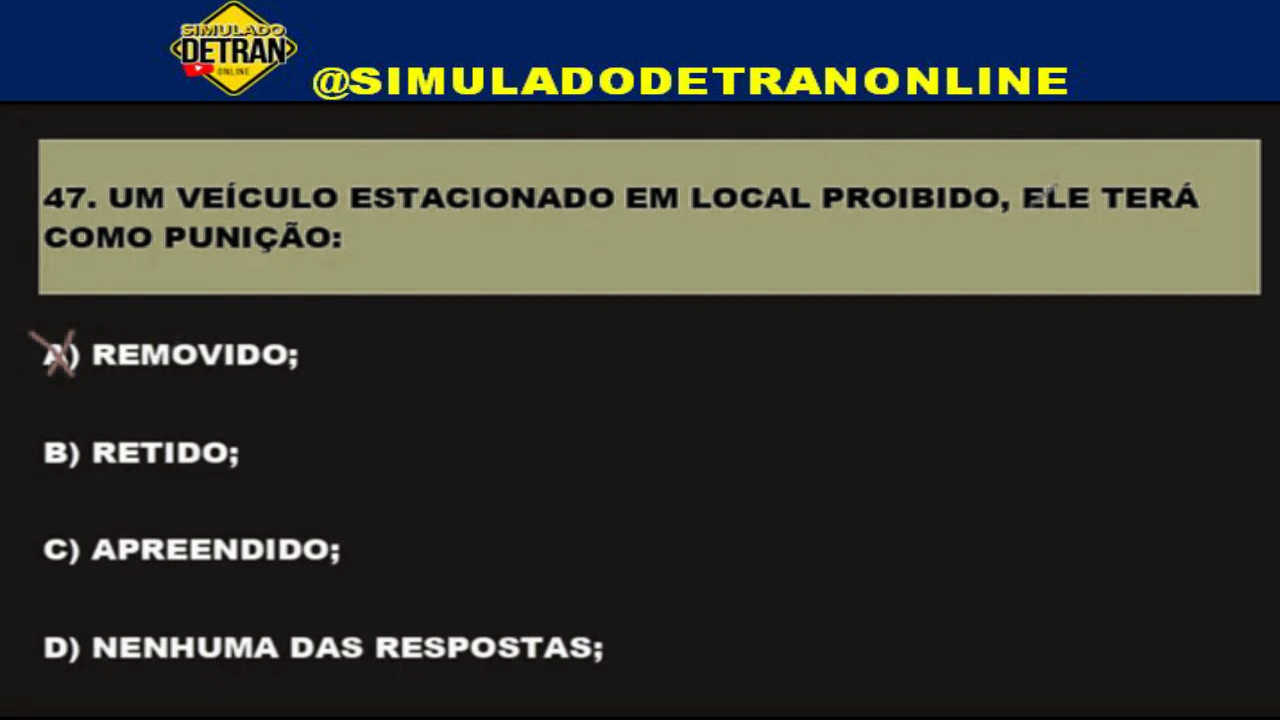 SIMULADO
DETRAN
ONLINE
@SIMULADODETRANONLINE
47. UM VEÍCULO ESTACIONADO EM LOCAL PROIBIDO, ELE TERÁ
COMO PUNIÇÃO:
A) REMOVIDO;
B) RETIDO;
C) APREENDIDO;
D) NENHUMA DAS RESPOSTAS;